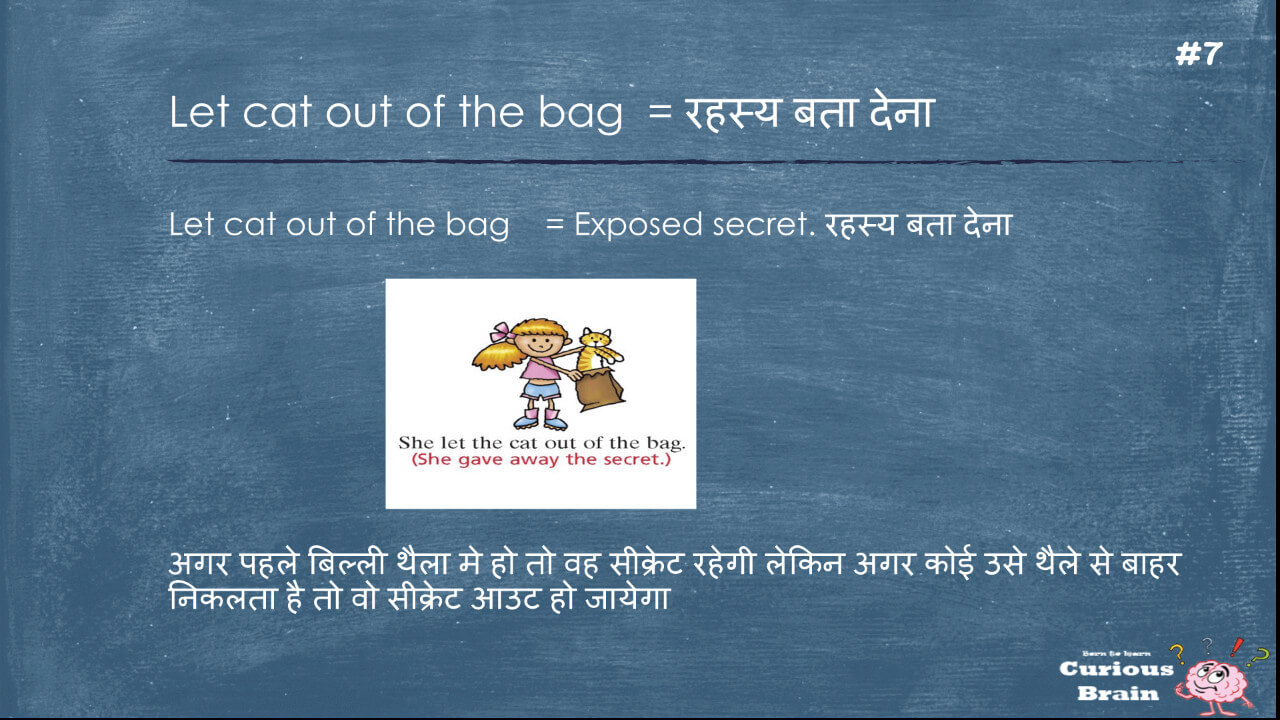 #7
Let cat out of the bag = रहस्य बता देना
Let cat out of the bag = Exposed secret. रहस्य बता देना
She let the cat out of the bag.
(She gave away the secret.)
अगर पहले बिल्ली थैला मे हो तो वह सीक्रेट रहेगी लेकिन अगर कोई उसे थैले से बाहर
निकलता है तो वो सीक्रेट आउट हो जायेगा
Born to learn
Curious
Brain